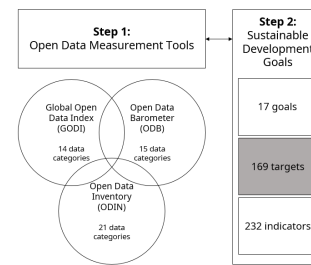 Step 1:
Open Data Measurement Tools
Global Open
Data Index
(GODI)
14 data
categories
Open Data
Barometer
(ODB)
15 data
categories
Open Data
Inventory
(ODIN)
21 data
categories
Step 2:
Sustainable
Development
Goals
17 goals
169 targets
232 indicators